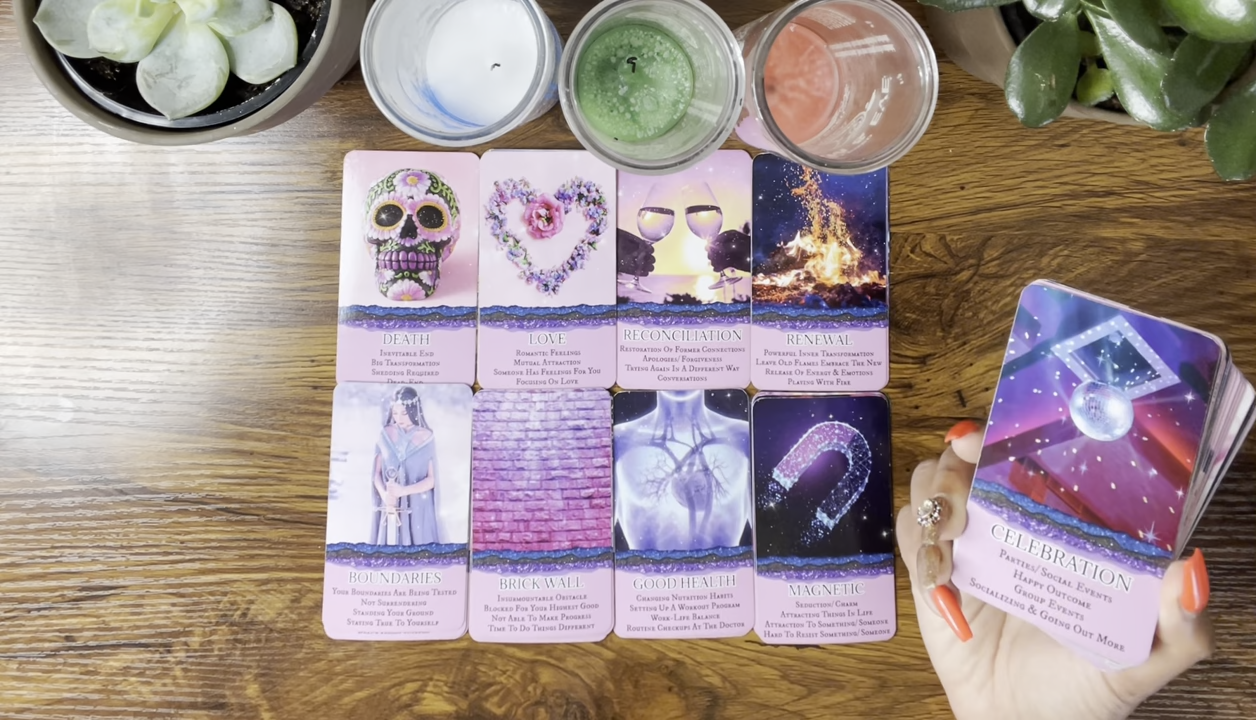 DEATH
INEVITABLE END
BIG TRANSFORMATION
SHEDDING REQUIRED
DEAD END
LOVE
ROMANTIC FEELINGS
MUTUAL ATTRACTION
SOMEONE HAS FEELINGS FOR YOU
FOCUSING ON LOVE
RECONCILIATION
RESTORATION OF FORMER CONNECTIONS
APOLOGIES/ FORGIVENESS
TRYING AGAIN IN A DIFFERENT WAY
CONVERSATIONS
RENEWAL
POWERFUL INNER TRANSFORMATION
LEAVE OLD FLAMES EMBRACE THE NEW
RELEASE OF ENERGY & EMOTIONS
PLAYING WITH FIRE
BOUNDARIES
YOUR BOUNDARIES ARE BEING TESTED
NOT SURRENDERING
STANDING YOUR GROUND
STAYING TRUE TO YOURSELF
BRICK WALL
INSURMOUNTABLE OBSTACLE
BLOCKED FOR YOUR HIGHEST GOOD
NOT ABLE TO MAKE PROGRESS
TIME TO DO THINGS DIFFERENT
GOOD HEALTH
CHANGING NUTRITION HABITS
SETTING UP A WORKOUT PROGRAM
WORK-LIFE BALANCE
ROUTINE CHECKUPS AT THE DOCTOR
MAGNETIC
SEDUCTION/ CHARM
ATTRACTING THINGS IN LIFE
ATTRACTION TO SOMETHING/ SOMEONE
HARD TO RESIST SOMETHING/ SOMEONE
CELEBRATION
PARTIES/ SOCIAL EVENTS
HAPPY OUTCOME
GROUP EVENTS
SOCIALIZING & GOING OUT MORE